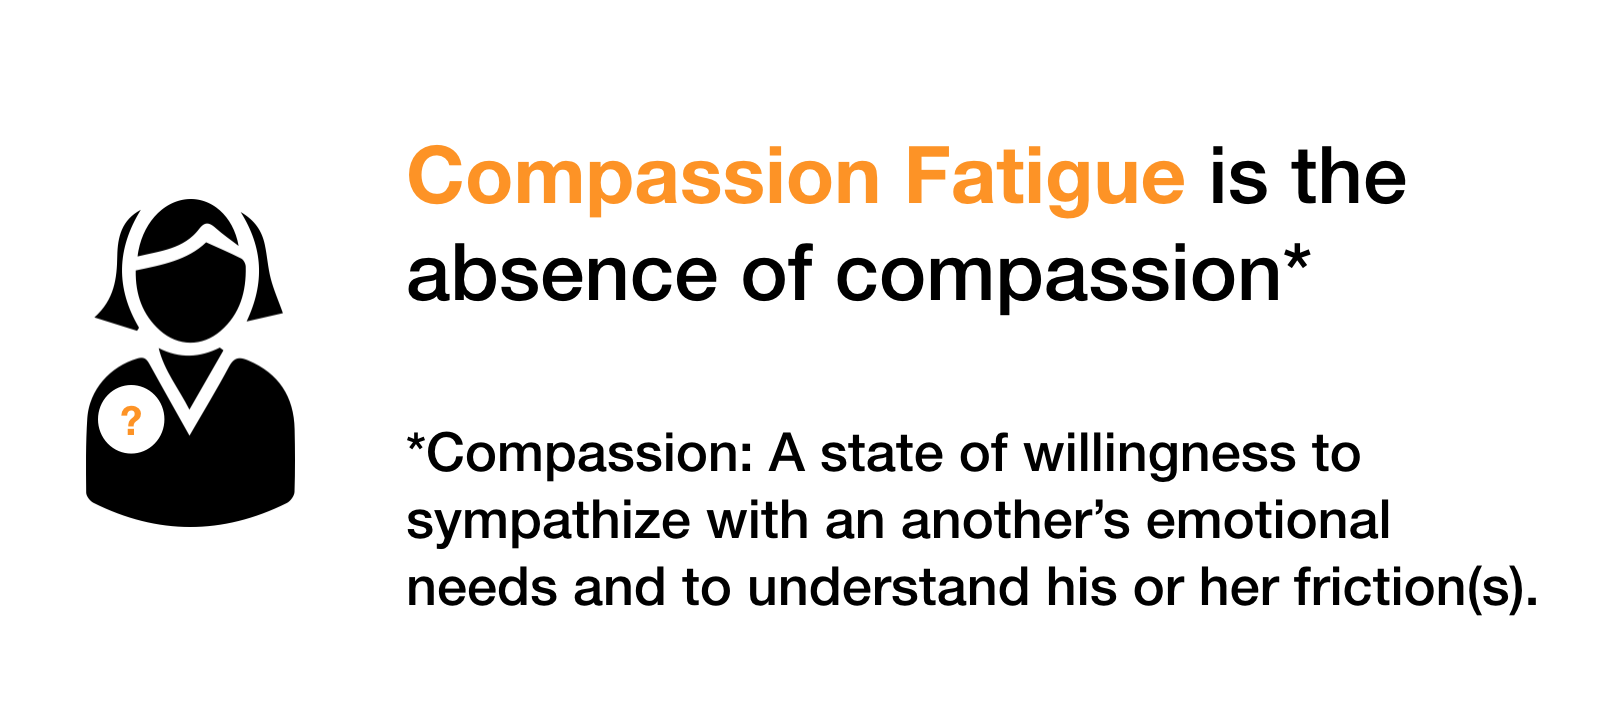 Compassion Fatigue is the
absence of compassion*
?
*Compassion: A state of willingness to
sympathize with an another’s emotional
needs and to understand his or her friction(s).